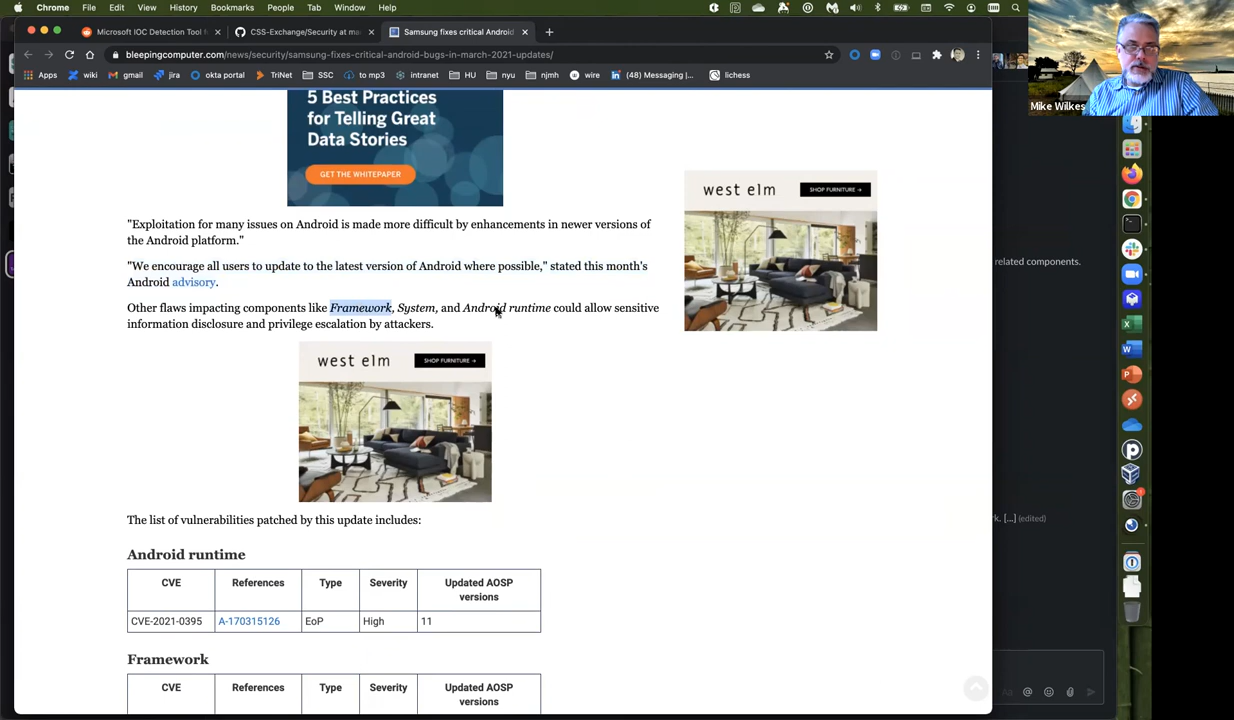 Chrome File Edit View History Bookmarks People Tab Window Help
Microsoft IOC Detection Tool f
CSS-Exchange/Security at ma
Samsung fixes critical Android
bleepingcomputer.com/news/security/samsung-fixes-critical-android-bugs-in-march-2021-updates/
Apps wiki gmail jira okta portal TriNet SSC to mp3 intranet HU nyu njmh wire (48) Messaging |... lichess
Mike Wilkes
5 Best Practices
for Telling Great
Data Stories
GET THE WHITEPAPER
west elm SHOP FURNITURE →
"Exploitation for many issues on Android is made more difficult by enhancements in newer versions of
the Android platform."
"We encourage all users to update to the latest version of Android where possible," stated this month's
Android advisory.
related components.
Other flaws impacting components like Framework, System, and Android runtime could allow sensitive
information disclosure and privilege escalation by attackers.
west elm SHOP FURNITURE →
The list of vulnerabilities patched by this update includes:
rk. [...] (edited)
Android runtime
CVE References Type Severity Updated AOSP
versions
CVE-2021-0395 A-170315126 EoP High 11
Framework
CVE References Type Severity Updated AOSP
versions